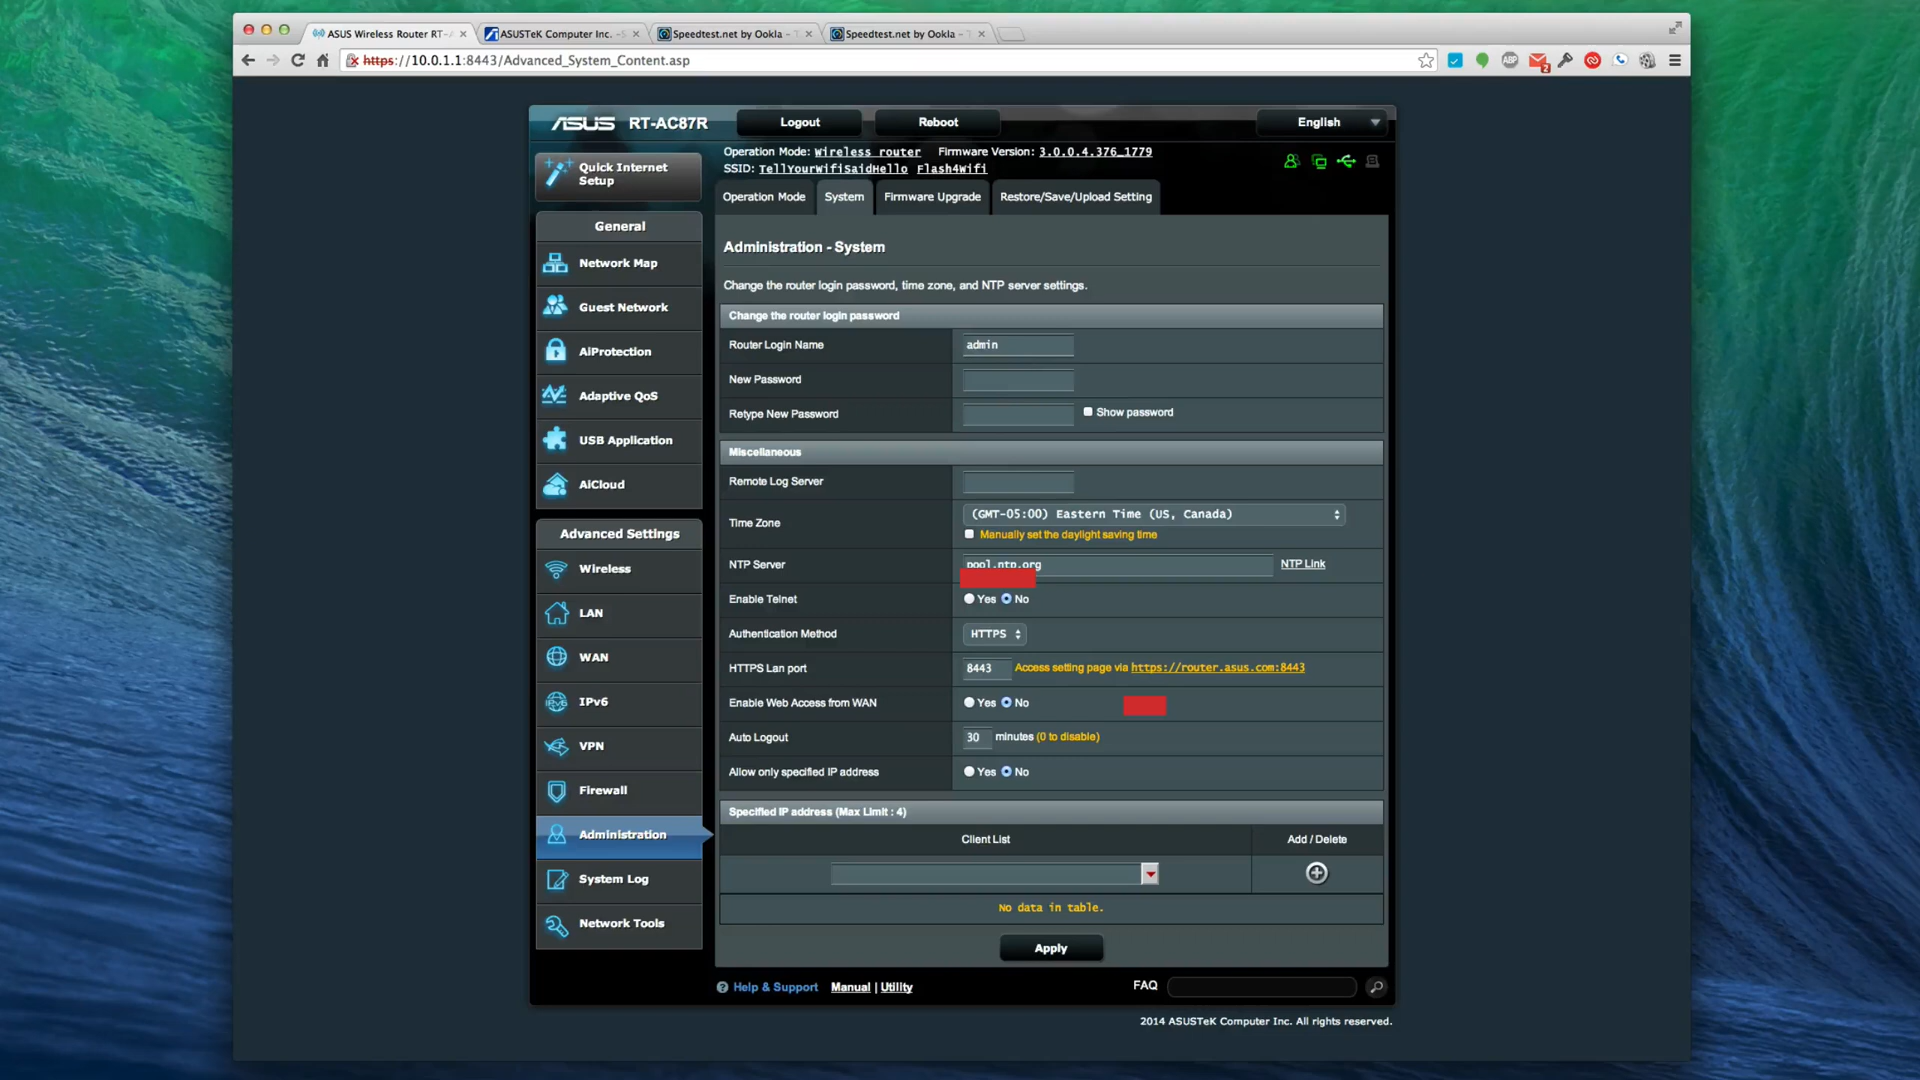 ASUS Wireless Router RT-A
ASUSTeK Computer Inc. -S
Speedtest.net by Ookla - T
Speedtest.net by Ookla - T
https://10.0.1.1:8443/Advanced_System_Content.asp
ABP
2
ASUS RT-AC87R
Logout
Reboot
English
Operation Mode: Wireless router Firmware Version: 3.0.0.4.376_1779
SSID: TellYourWifiSaidHello Flash4Wifi
Quick Internet
Setup
General
Network Map
Guest Network
AiProtection
Adaptive QoS
USB Application
AiCloud
Advanced Settings
Wireless
LAN
WAN
IPv6
VPN
Firewall
Administration
System Log
Network Tools
Operation Mode
System
Firmware Upgrade
Restore/Save/Upload Setting
Administration - System
Change the router login password, time zone, and NTP server settings.
Change the router login password
Router Login Name admin
New Password
Retype New Password Show password
Miscellaneous
Remote Log Server
Time Zone (GMT-05:00) Eastern Time (US, Canada)
Manually set the daylight saving time
NTP Server pool.ntp.org NTP Link
Enable Telnet Yes No
Authentication Method HTTPS
HTTPS Lan port 8443 Access setting page via https://router.asus.com:8443
Enable Web Access from WAN Yes No
Auto Logout 30 minutes (0 to disable)
Allow only specified IP address Yes No
Specified IP address (Max Limit : 4)
Client List Add / Delete
No data in table.
Apply
Help & Support Manual | Utility FAQ
2014 ASUSTeK Computer Inc. All rights reserved.